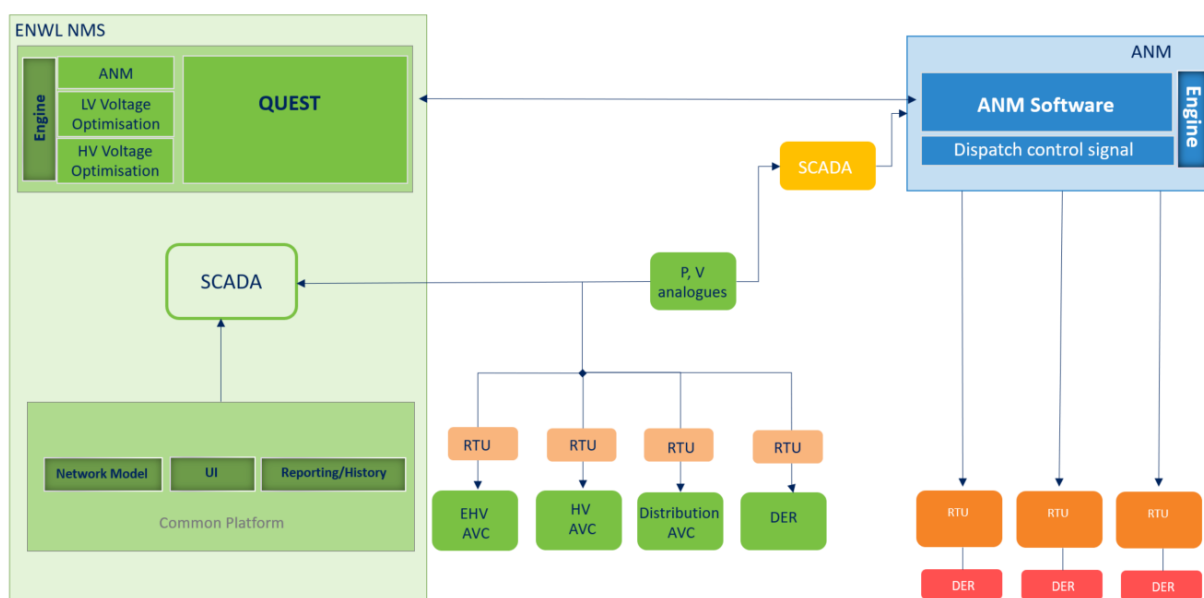 ENWL NMS
Engine
ANM
LV Voltage
Optimisation
HV Voltage
Optimisation
QUEST
ANM
ANM Software
Dispatch control signal
Engine
SCADA
SCADA
P, V
analogues
Network Model
UI
Reporting/History
Common Platform
RTU
RTU
RTU
RTU
EHV
AVC
HV
AVC
Distribution
AVC
DER
RTU
RTU
RTU
DER
DER
DER